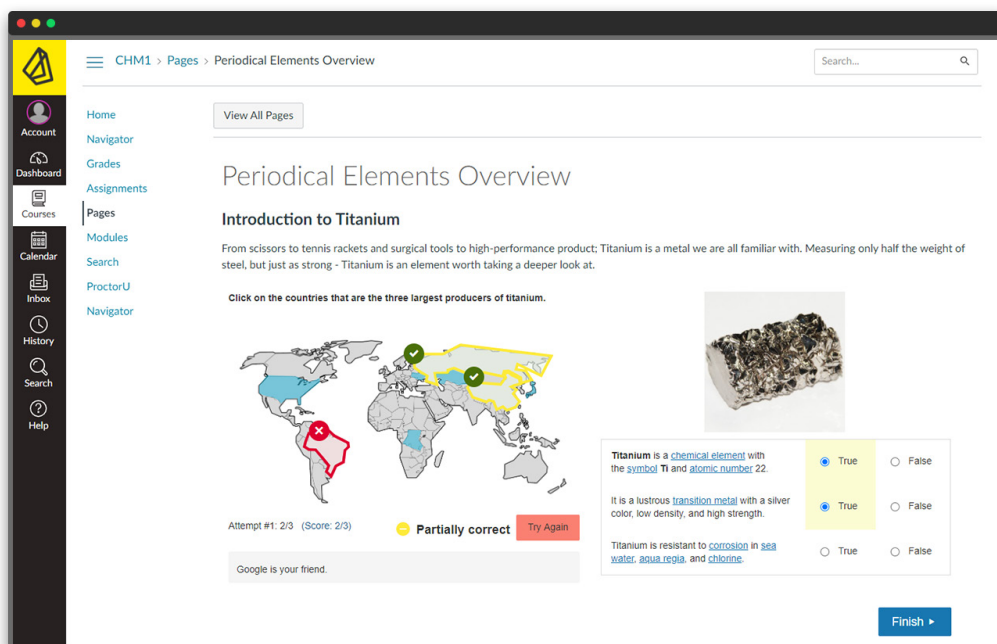 CHM1 > Pages > Periodical Elements Overview
Search...
Account
Dashboard
Courses
Calendar
Inbox
History
Search
Help
Home
Navigator
Grades
Assignments
Pages
Modules
Search
ProctorU
Navigator
View All Pages
Periodical Elements Overview
Introduction to Titanium
From scissors to tennis rackets and surgical tools to high-performance product; Titanium is a metal we are all familiar with. Measuring only half the weight of
steel, but just as strong - Titanium is an element worth taking a deeper look at.
Click on the countries that are the three largest producers of titanium.
Attempt #1: 2/3 (Score: 2/3)
Partially correct
Try Again
Google is your friend.
Titanium is a chemical element with
the symbol Ti and atomic number 22.
True
False
It is a lustrous transition metal with a silver
color, low density, and high strength.
True
False
Titanium is resistant to corrosion in sea
water, aqua regia, and chlorine.
True
False
Finish